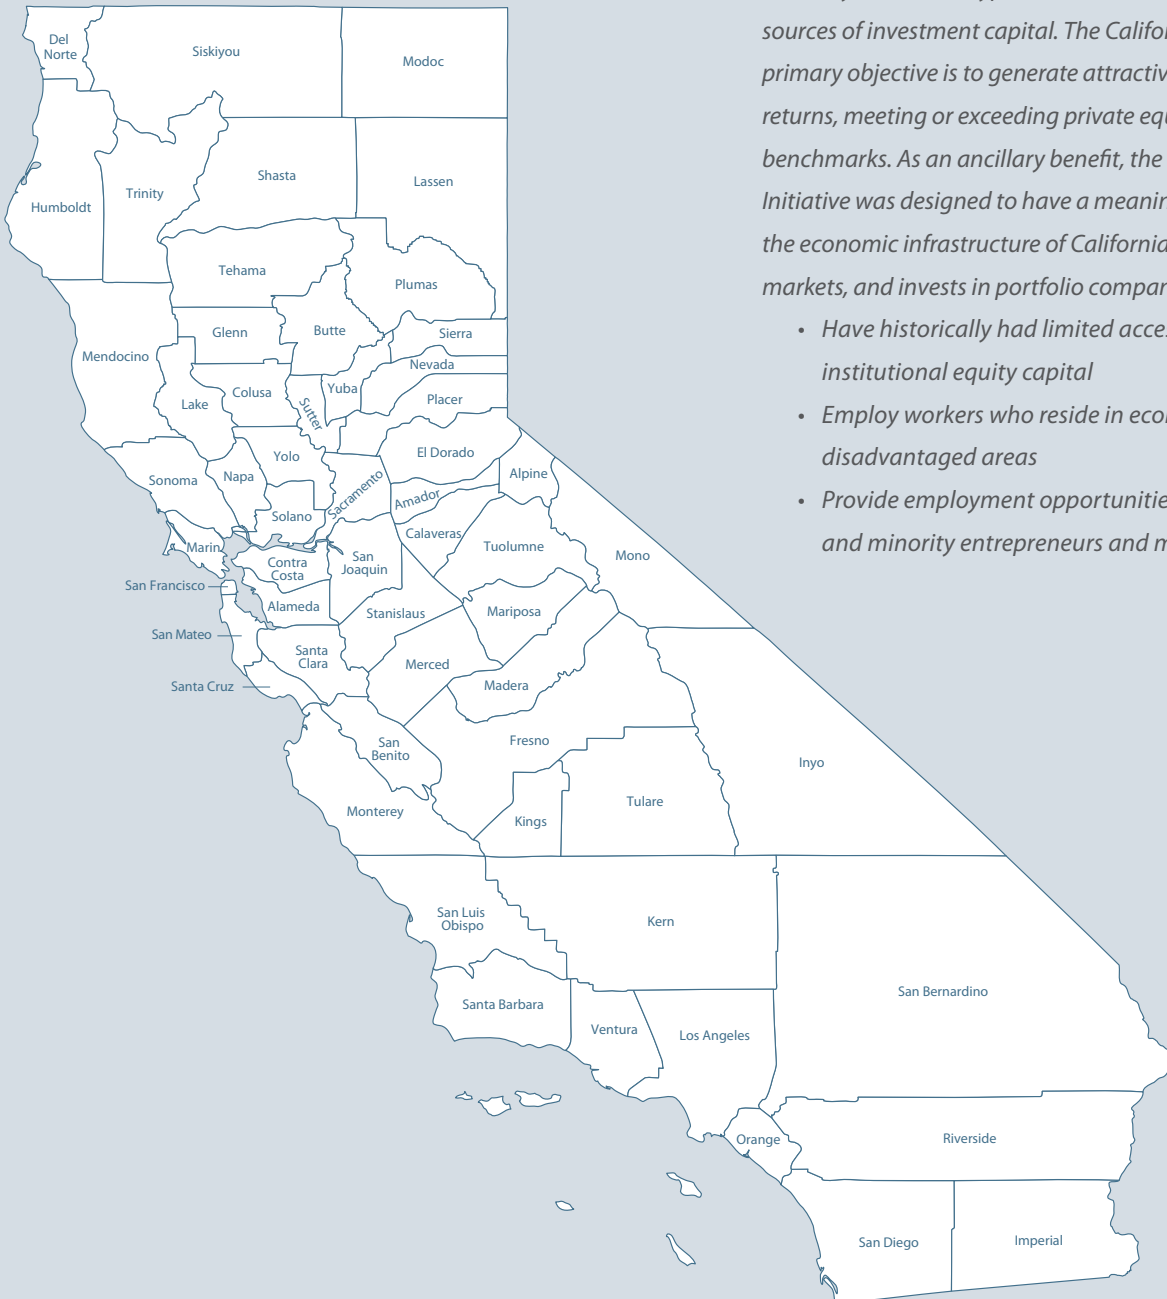 sources of investment capital. The Califor
primary objective is to generate attractiv
returns, meeting or exceeding private equ
benchmarks. As an ancillary benefit, the
Initiative was designed to have a meanin
the economic infrastructure of California
markets, and invests in portfolio compar
• Have historically had limited acces
institutional equity capital
• Employ workers who reside in eco
disadvantaged areas
• Provide employment opportunitie
and minority entrepreneurs and m
Del
Norte
Siskiyou
Modoc
Humboldt
Trinity
Shasta
Lassen
Tehama
Plumas
Mendocino
Glenn
Butte
Sierra
Nevada
Lake
Colusa
Sutter
Yuba
Placer
Sonoma
Napa
Yolo
Sacramento
El Dorado
Alpine
Amador
Solano
Calaveras
Marin
Contra
Costa
San
Joaquin
Tuolumne
Mono
San Francisco
Alameda
Stanislaus
Mariposa
San Mateo
Santa
Clara
Merced
Santa Cruz
Madera
San
Benito
Fresno
Inyo
Monterey
Kings
Tulare
San Luis
Obispo
Kern
San Bernardino
Santa Barbara
Ventura
Los Angeles
Orange
Riverside
San Diego
Imperial